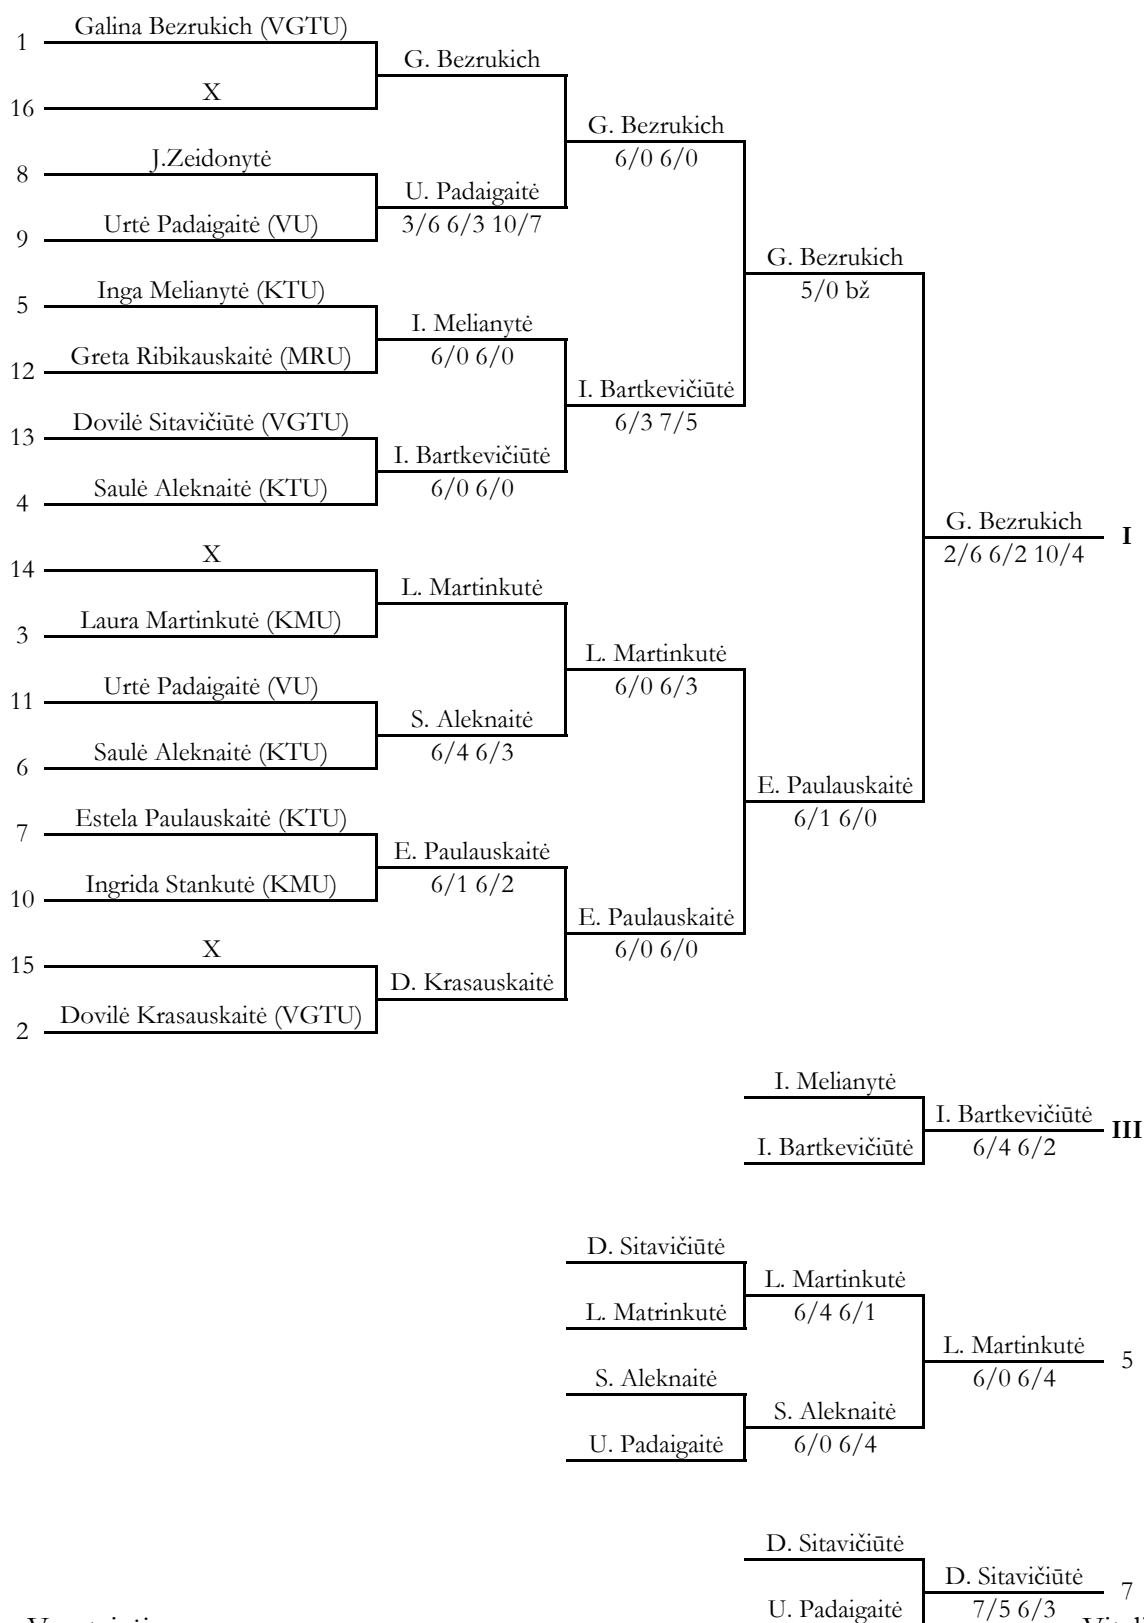 Galina Bezrukich (VGTU)
1
G. Bezrukich
X
16
G. Bezrukich
6/0 6/0
J.Zeidonytė
8
U. Padaigaitė
3/6 6/3 10/7
Urtė Padaigaitė (VU)
9
G. Bezrukich
5/0 bž
Inga Melianytė (KTU)
5
I. Melianytė
6/0 6/0
Greta Ribikauskaitė (MRU)
12
I. Bartkevičiūtė
6/3 7/5
Dovilė Sitavičiūtė (VGTU)
13
I. Bartkevičiūtė
6/0 6/0
Saulė Aleknaitė (KTU)
4
G. Bezrukich
I
2/6 6/2 10/4
X
14
L. Martinkutė
Laura Martinkutė (KMU)
3
L. Martinkutė
6/0 6/3
Urtė Padaigaitė (VU)
11
S. Aleknaitė
6/4 6/3
Saulė Aleknaitė (KTU)
6
E. Paulauskaitė
6/1 6/0
Estela Paulauskaitė (KTU)
7
E. Paulauskaitė
6/1 6/2
Ingrida Stankutė (KMU)
10
E. Paulauskaitė
6/0 6/0
X
15
D. Krasauskaitė
Dovilė Krasauskaitė (VGTU)
2
I. Melianytė
I. Bartkevičiūtė
III
6/4 6/2
I. Bartkevičiūtė
D. Sitavičiūtė
L. Martinkutė
6/4 6/1
L. Matrinkutė
L. Martinkutė
5
6/0 6/4
S. Aleknaitė
S. Aleknaitė
6/0 6/4
U. Padaigaitė
D. Sitavičiūtė
D. Sitavičiūtė
7
7/5 6/3
U. Padaigaitė